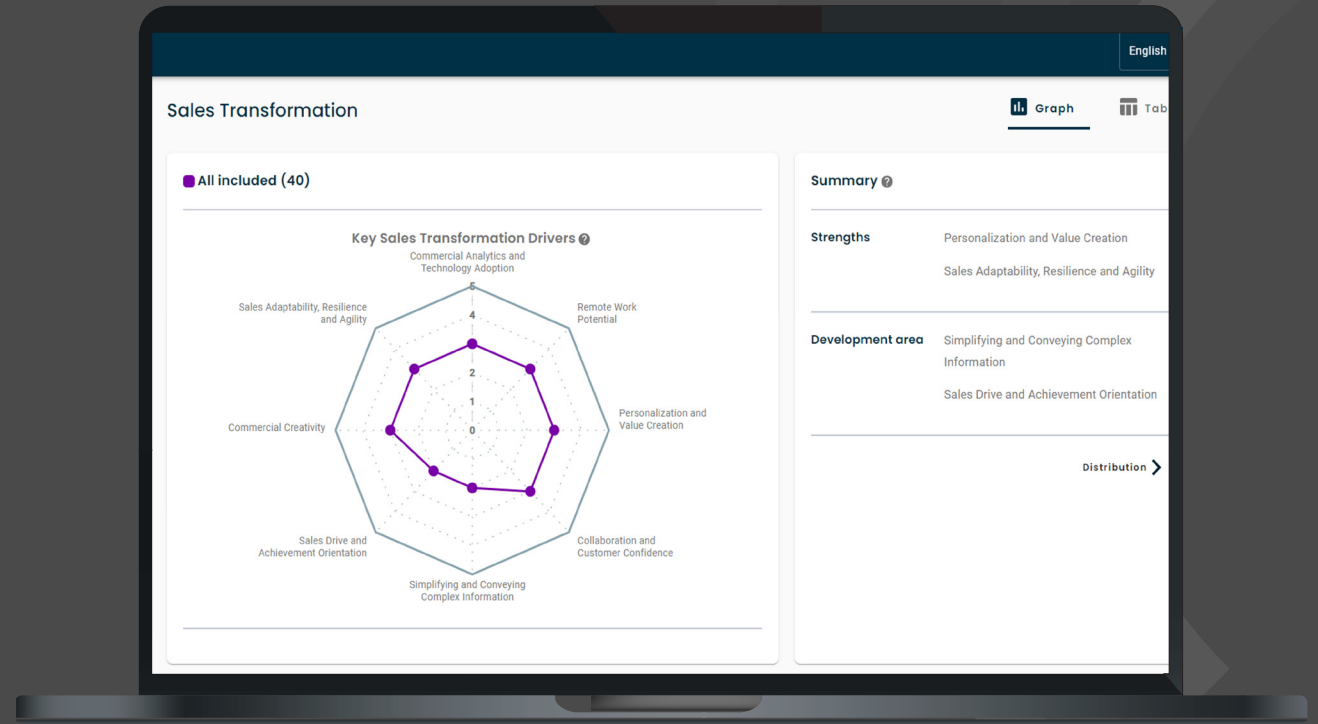 English
Sales Transformation
Graph
Tab
All included (40)
Summary
Key Sales Transformation Drivers
Commercial Analytics and
Technology Adoption
Sales Adaptability, Resilience
and Agility
Remote Work
Potential
5
4
2
1
0
Commercial Creativity
Personalization and
Value Creation
Sales Drive and
Achievement Orientation
Collaboration and
Customer Confidence
Simplifying and Conveying
Complex Information
Strengths
Personalization and Value Creation
Sales Adaptability, Resilience and Agility
Development area
Simplifying and Conveying Complex
Information
Sales Drive and Achievement Orientation
Distribution